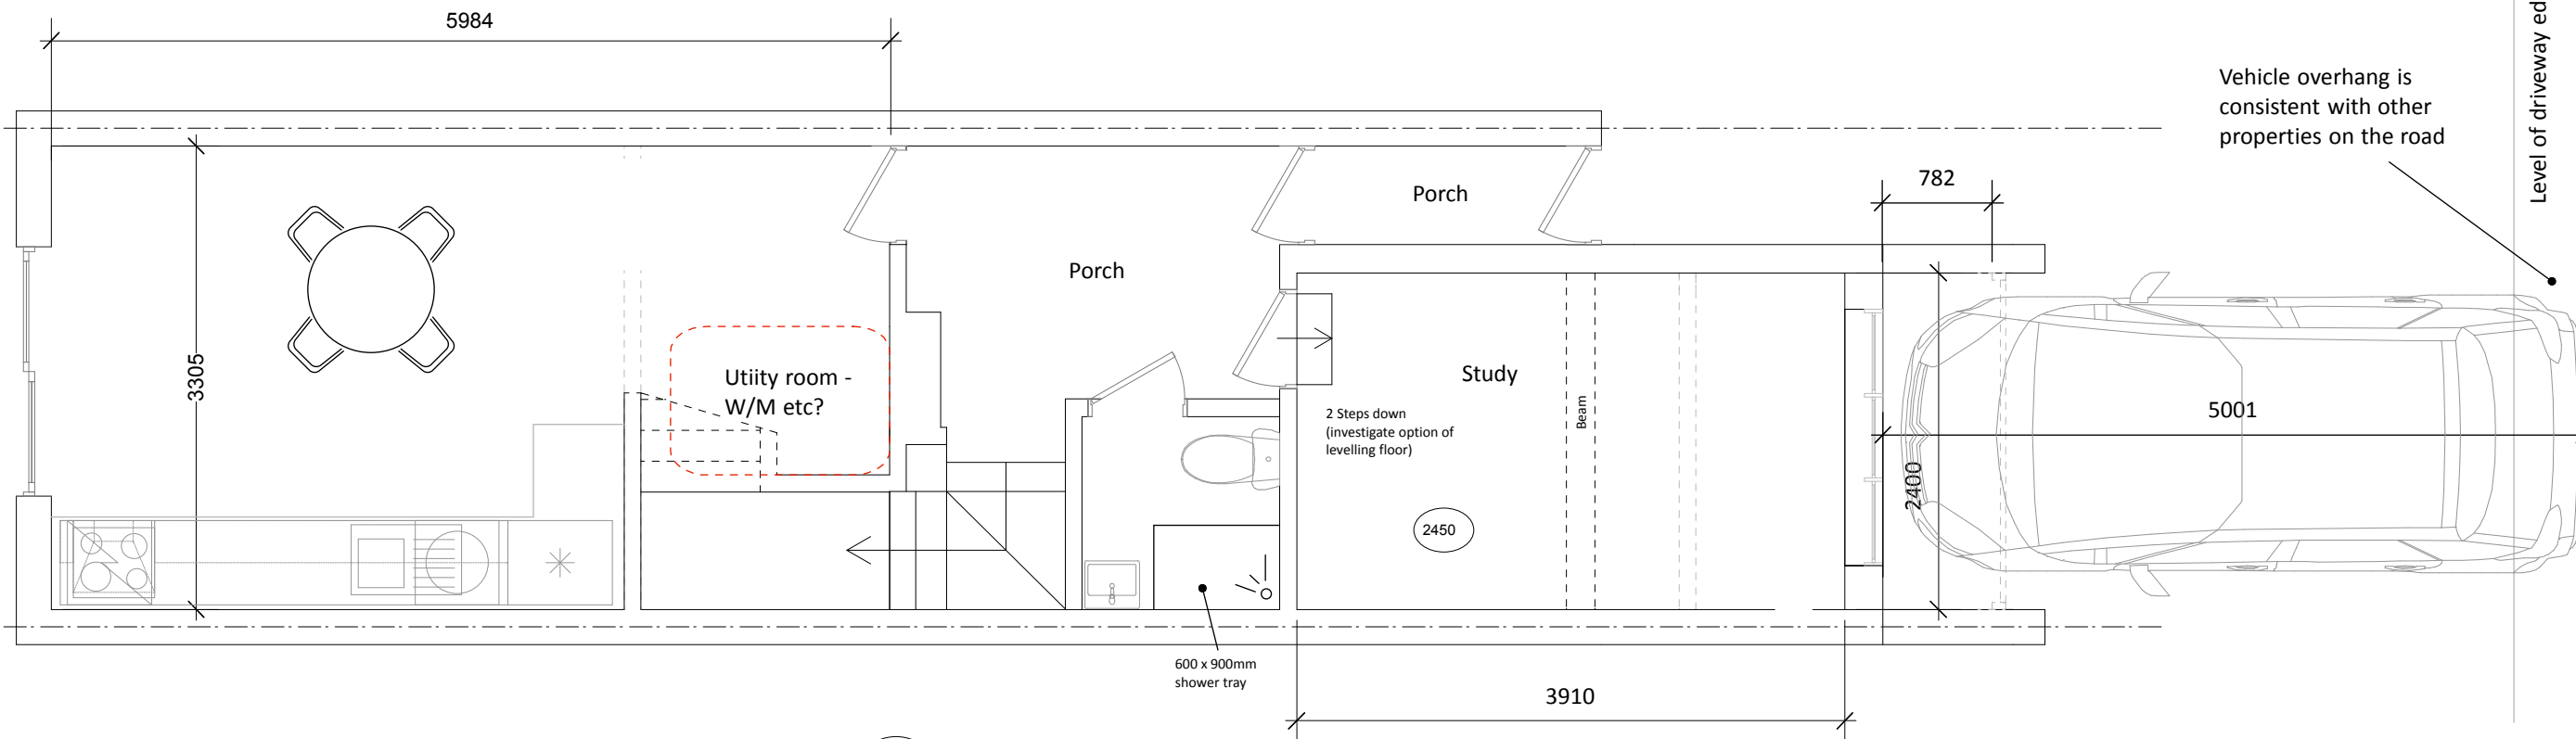 5984
Vehicle overhang is
consistent with other
properties on the road
Level of driveway ed
782
Porch
Porch
3305
Utiity room -
W/M etc?
Study
Beam
2 Steps down
(investigate option of
levelling floor)
5001
2400
2450
600 x 900mm
shower tray
3910